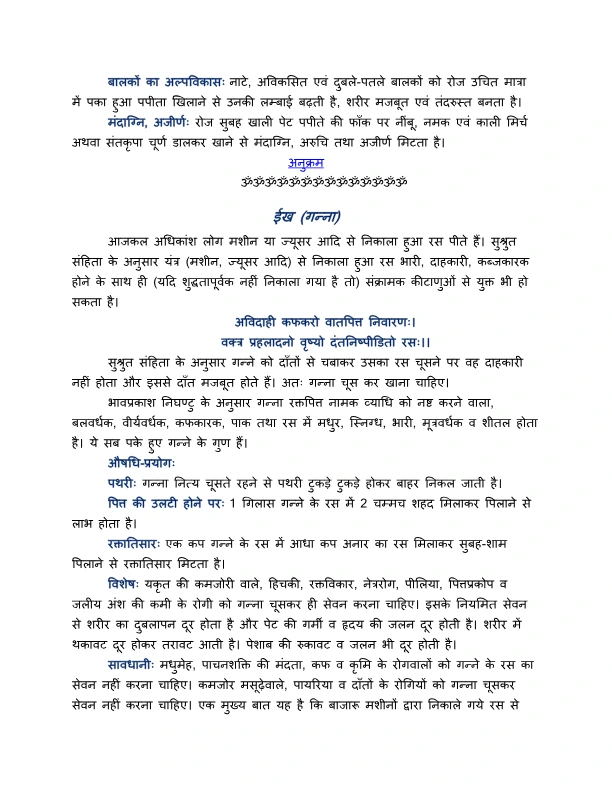 बालकों का अल्पविकासः नाटे, अविकसित एवं दुबले-पतले बालकों को रोज उचित मात्रा
में पका हुआ पपीता खिलाने से उनकी लम्बाई बढ़ती है, शरीर मजबूत एवं तंदरुस्त बनता है।
मंदाग्नि, अजीर्णः रोज सुबह खाली पेट पपीते की फाँक पर नींबू, नमक एवं काली मिर्च
अथवा संतकृपा चूर्ण डालकर खाने से मंदाग्नि, अरुचि तथा अजीर्ण मिटता है।
अनुक्रम
ॐॐॐॐॐॐॐॐॐॐॐॐॐॐ
ईख (गन्ना)
आजकल अधिकांश लोग मशीन या ज्यूसर आदि से निकाला हुआ रस पीते हैं। सुश्रुत
संहिता के अनुसार यंत्र (मशीन, ज्यूसर आदि) से निकाला हुआ रस भारी, दाहकारी, कब्जकारक
होने के साथ ही (यदि शुद्धतापूर्वक नहीं निकाला गया है तो) संक्रामक कीटाणुओं से युक्त भी हो
सकता है।
अविदाही कफकरो वातपित्त निवारणः।
वक्त्र प्रहलादनो वृष्यो दंतनिष्पीडितो रसः।।
सुश्रुत संहिता के अनुसार गन्ने को दाँतों से चबाकर उसका रस चूसने पर वह दाहकारी
नहीं होता और इससे दाँत मजबूत होते हैं। अतः गन्ना चूस कर खाना चाहिए।
भावप्रकाश निघण्टु के अनुसार गन्ना रक्तपित्त नामक व्याधि को नष्ट करने वाला,
बलवर्धक, वीर्यवर्धक, कफकारक, पाक तथा रस में मधुर, स्निग्ध, भारी, मूत्रवर्धक व शीतल होता
है। ये सब पके हुए गन्ने के गुण हैं।
औषधि-प्रयोगः
पथरीः गन्ना नित्य चूसते रहने से पथरी टुकड़े टुकड़े होकर बाहर निकल जाती है।
पित्त की उलटी होने परः 1 गिलास गन्ने के रस में 2 चम्मच शहद मिलाकर पिलाने से
लाभ होता है।
रक्तातिसारः एक कप गन्ने के रस में आधा कप अनार का रस मिलाकर सुबह-शाम
पिलाने से रक्तातिसार मिटता है।
विशेषः यकृत की कमजोरी वाले, हिचकी, रक्तविकार, नेत्ररोग, पीलिया, पित्तप्रकोप व
जलीय अंश की कमी के रोगी को गन्ना चूसकर ही सेवन करना चाहिए। इसके नियमित सेवन
से शरीर का दुबलापन दूर होता है और पेट की गर्मी व हृदय की जलन दूर होती है। शरीर में
थकावट दूर होकर तरावट आती है। पेशाब की रुकावट व जलन भी दूर होती है।
सावधानीः मधुमेह, पाचनशक्ति की मंदता, कफ व कृमि के रोगवालों को गन्ने के रस का
सेवन नहीं करना चाहिए। कमजोर मसूढ़ेवाले, पायरिया व दाँतों के रोगियों को गन्ना चूसकर
सेवन नहीं करना चाहिए। एक मुख्य बात यह है कि बाजारू मशीनों द्वारा निकाले गये रस से